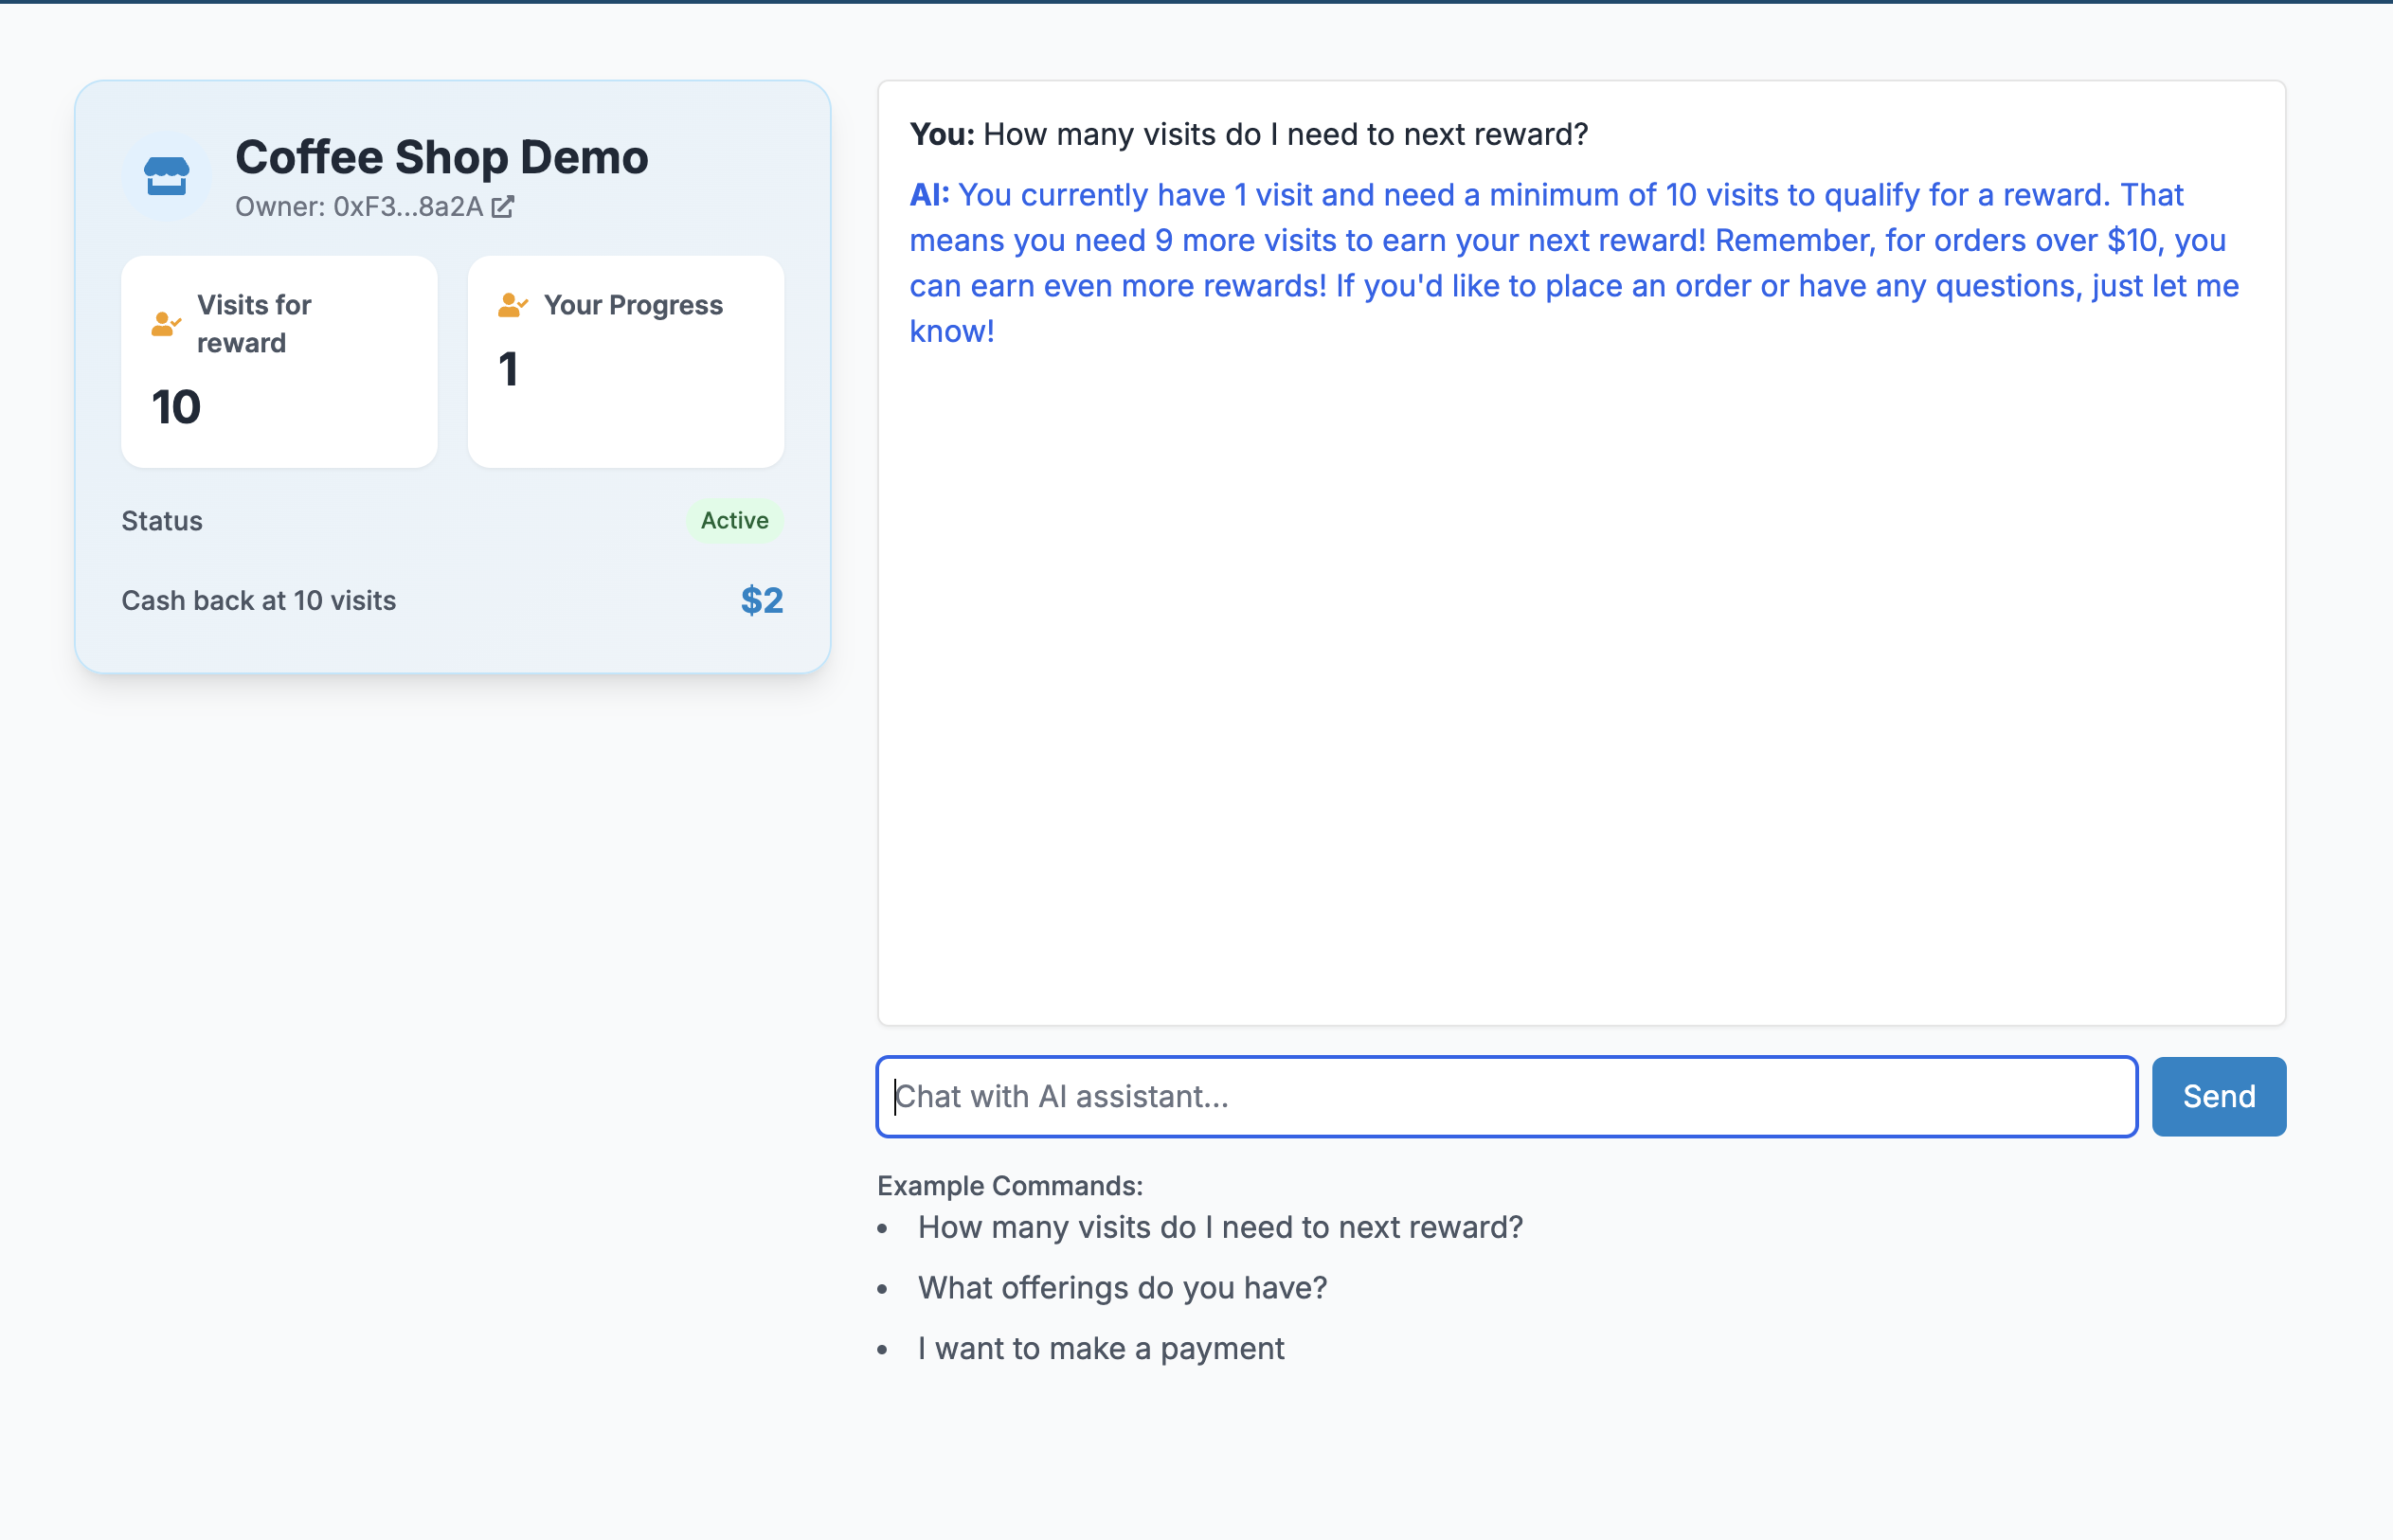 Coffee Shop Demo
Owner: 0xF3...8a2A
Visits for
reward
10
Your Progress
1
Status
Active
Cash back at 10 visits
$2
You: How many visits do I need to next reward?
AI: You currently have 1 visit and need a minimum of 10 visits to qualify for a reward. That
means you need 9 more visits to earn your next reward! Remember, for orders over $10, you
can earn even more rewards! If you'd like to place an order or have any questions, just let me
know!
Chat with AI assistant...
Send
Example Commands:
• How many visits do I need to next reward?
• What offerings do you have?
• I want to make a payment